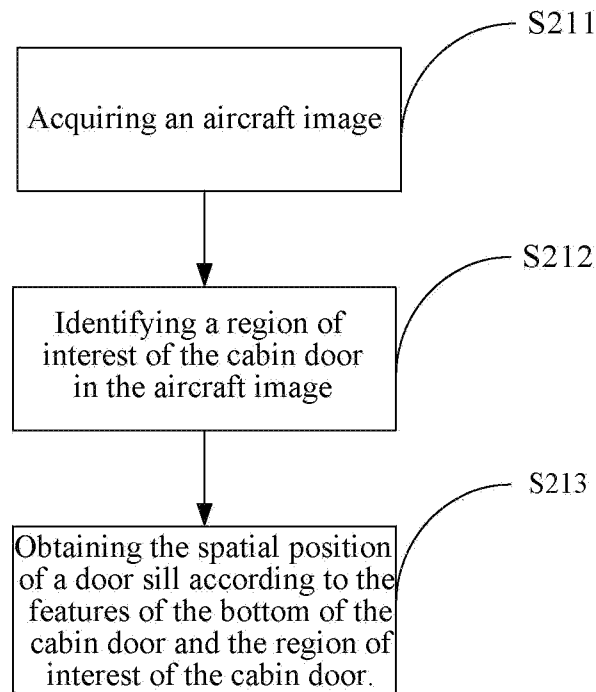 S211
Acquiring an aircraft image
S212
Identifying a region of
interest of the cabin door
in the aircraft image
S213
Obtaining the spatial position
of a door sill according to the
features of the bottom of the
cabin door and the region of
interest of the cabin door.